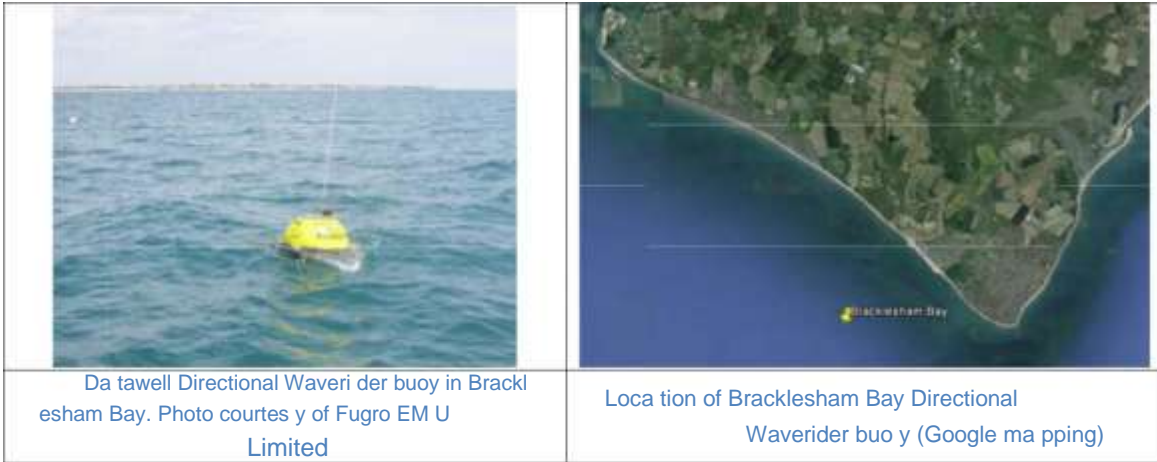 Bracklesham Bay
Da tawell Directional Waveri der buoy in Brackl
esham Bay. Photo courtes y of Fugro EM U
Limited
Loca tion of Bracklesham Bay Directional
Waverider buo y (Google ma pping)